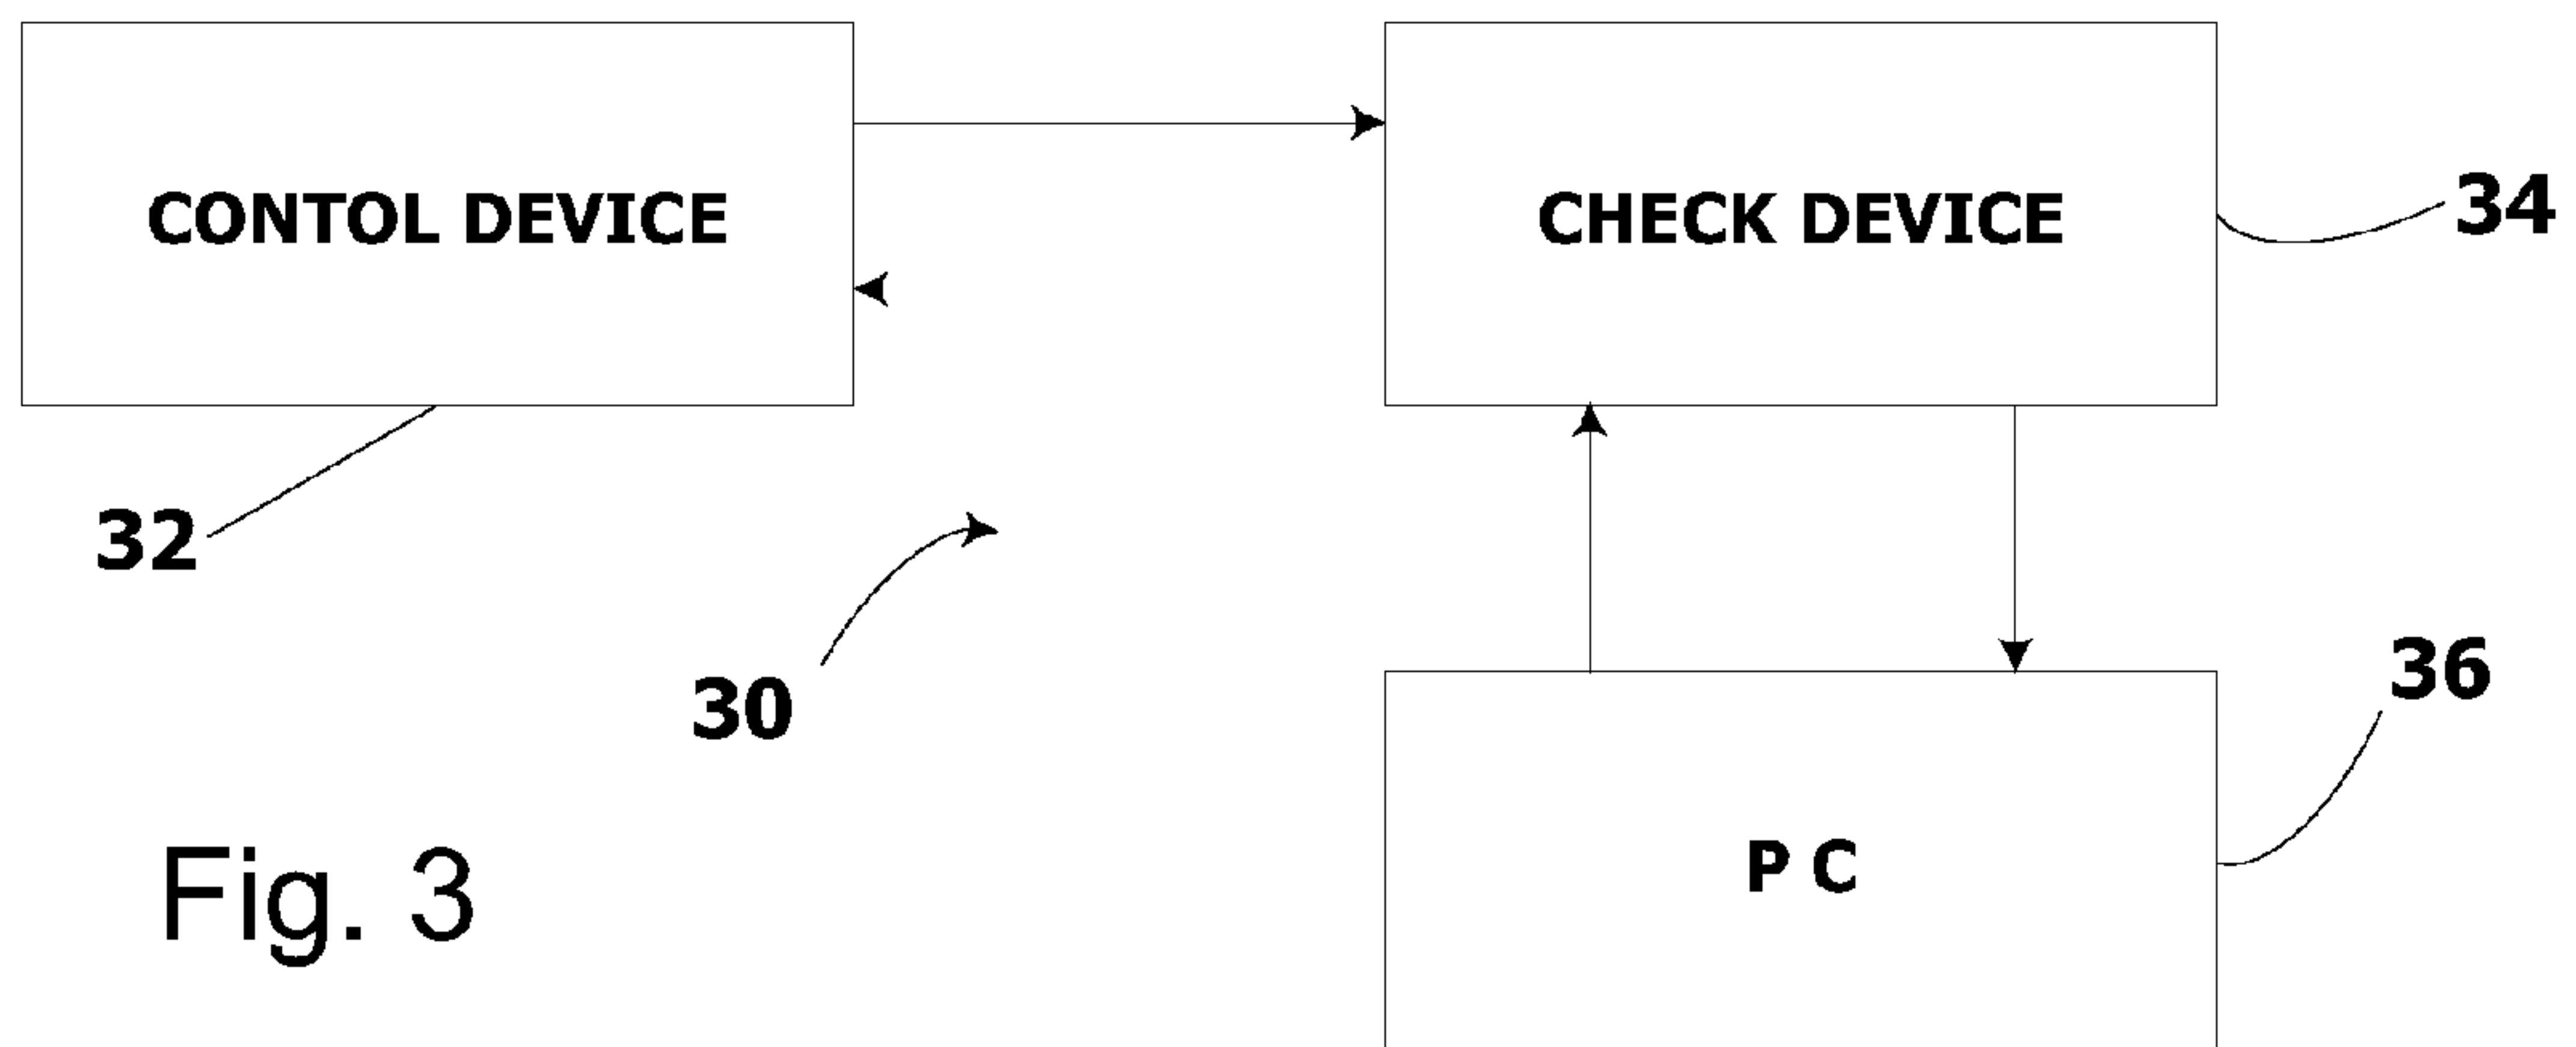 CONTOL DEVICE
CHECK DEVICE
34
32
30
36
P C
Fig. 3